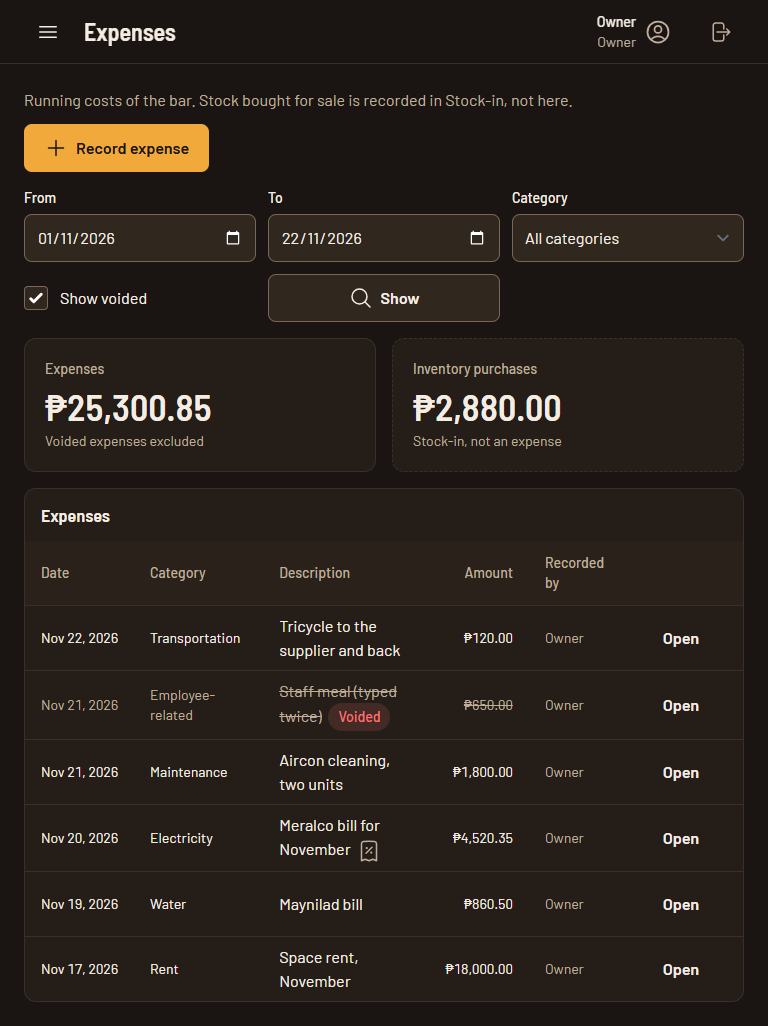 Expenses
Owner
Owner
Running costs of the bar. Stock bought for sale is recorded in Stock-in, not here.
Record expense
From
To
Category
01/11/2026
22/11/2026
All categories
Show voided
Show
Expenses
₱25,300.85
Voided expenses excluded
Inventory purchases
₱2,880.00
Stock-in, not an expense
Expenses
Date Category Description Amount Recorded by
Nov 22, 2026 Transportation Tricycle to the supplier and back ₱120.00 Owner Open
Nov 21, 2026 Employee-related Staff meal (typed twice) Voided ₱650.00 Owner Open
Nov 21, 2026 Maintenance Aircon cleaning, two units ₱1,800.00 Owner Open
Nov 20, 2026 Electricity Meralco bill for November ₱4,520.35 Owner Open
Nov 19, 2026 Water Maynilad bill ₱860.50 Owner Open
Nov 17, 2026 Rent Space rent, November ₱18,000.00 Owner Open